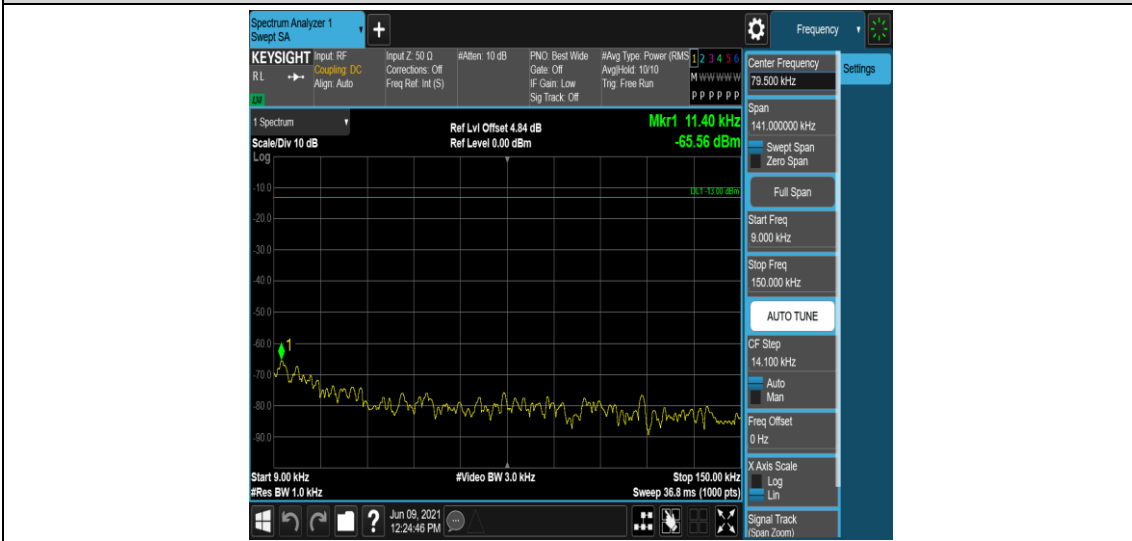 Spectrum Analyzer 1
Swept SA
+
Frequency
KEYSIGHT
RL
LXI
Input: RF
Coupling: DC
Align: Auto
Input Z: 50 Ω
Corrections: Off
Freq Ref: Int (S)
#Atten: 10 dB
PNO: Best Wide
Gate: Off
IF Gain: Low
Sig Track: Off
#Avg Type: Power (RMS
Avg|Hold: 10/10
Trig: Free Run
1 2 3 4 5 6
M W W W W W
P P P P P P
1 Spectrum
Scale/Div 10 dB
Log
Ref Lvl Offset 4.84 dB
Ref Level 0.00 dBm
Mkr1 11.40 kHz
-65.56 dBm
DL1 -13.00 dBm
-10.0
-20.0
-30.0
-40.0
-50.0
-60.0
1
-70.0
-80.0
-90.0
Start 9.00 kHz
#Res BW 1.0 kHz
#Video BW 3.0 kHz
Stop 150.00 kHz
Sweep 36.8 ms (1000 pts)
Jun 09, 2021
12:24:46 PM
Center Frequency
79.500 kHz
Span
141.000000 kHz
Swept Span
Zero Span
Full Span
Start Freq
9.000 kHz
Stop Freq
150.000 kHz
AUTO TUNE
CF Step
14.100 kHz
Auto
Man
Freq Offset
0 Hz
X Axis Scale
Log
Lin
Signal Track
(Span Zoom)
Settings